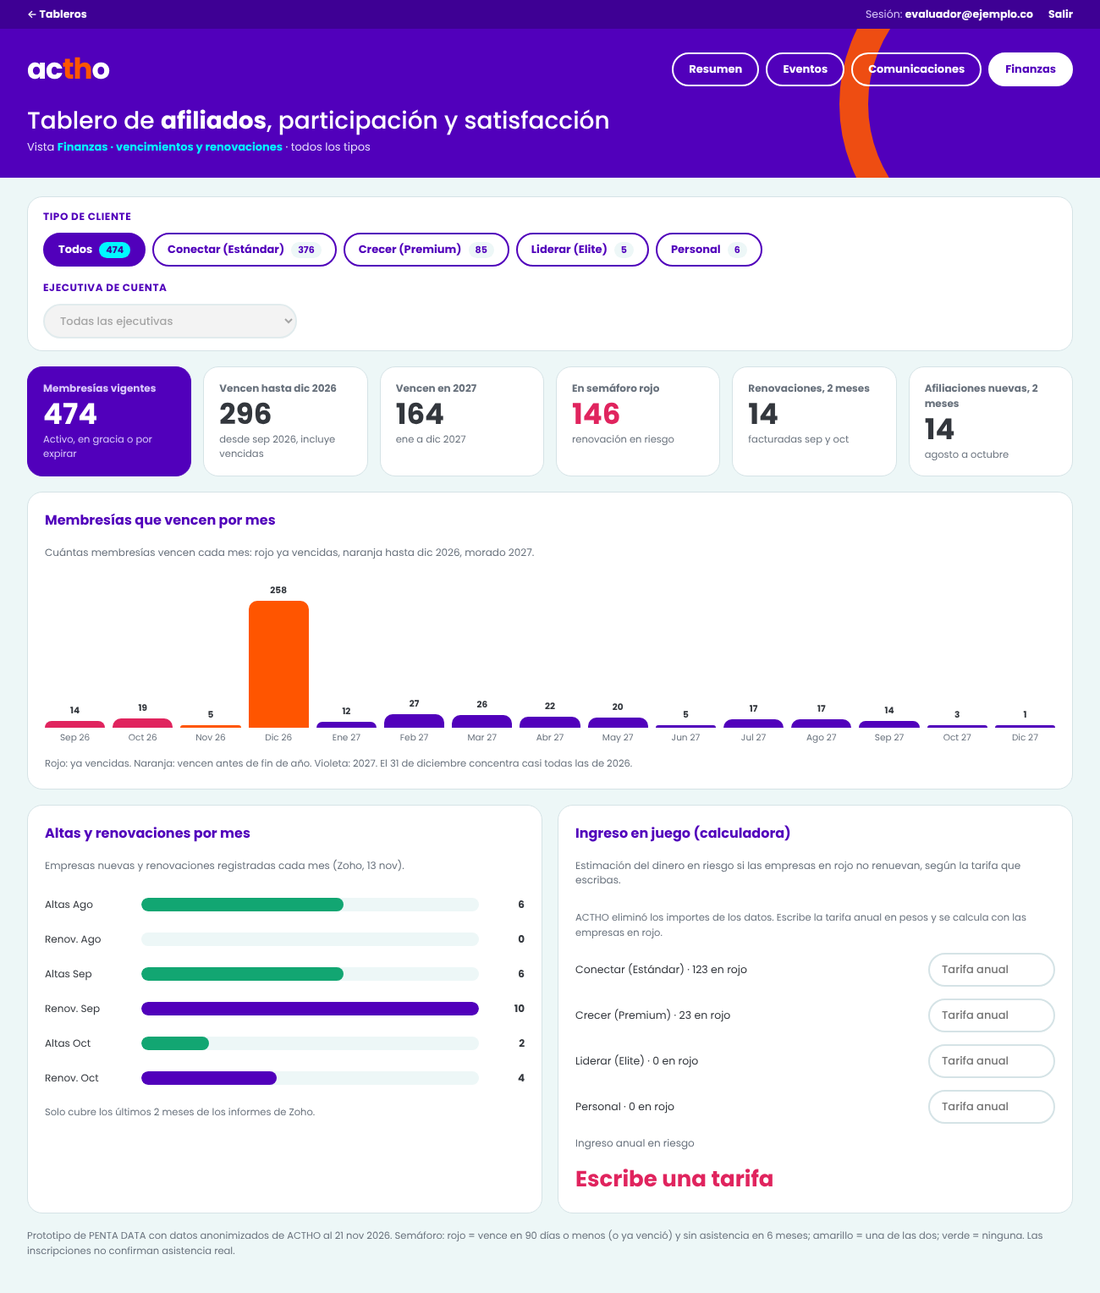 ← Tableros
Sesión: evaluador@ejemplo.co Salir
actho
Resumen Eventos Comunicaciones Finanzas
Tablero de afiliados, participación y satisfacción
Vista Finanzas · vencimientos y renovaciones · todos los tipos
TIPO DE CLIENTE
Todos 474 Conectar (Estándar) 376 Crecer (Premium) 85 Liderar (Elite) 5 Personal 6
EJECUTIVA DE CUENTA
Todas las ejecutivas
Membresías vigentes
474
Activo, en gracia o por
expirar
Vencen hasta dic 2026
296
desde sep 2026, incluye
vencidas
Vencen en 2027
164
ene a dic 2027
En semáforo rojo
146
renovación en riesgo
Renovaciones, 2 meses
14
facturadas sep y oct
Afiliaciones nuevas, 2
meses
14
agosto a octubre
Membresías que vencen por mes
Cuántas membresías vencen cada mes: rojo ya vencidas, naranja hasta dic 2026, morado 2027.
14 19 5 258 12 27 26 22 20 5 17 17 14 3 1
Sep 26 Oct 26 Nov 26 Dic 26 Ene 27 Feb 27 Mar 27 Abr 27 May 27 Jun 27 Jul 27 Ago 27 Sep 27 Oct 27 Dic 27
Rojo: ya vencidas. Naranja: vencen antes de fin de año. Violeta: 2027. El 31 de diciembre concentra casi todas las de 2026.
Altas y renovaciones por mes
Empresas nuevas y renovaciones registradas cada mes (Zoho, 13 nov).
Altas Ago 6
Renov. Ago 0
Altas Sep 6
Renov. Sep 10
Altas Oct 2
Renov. Oct 4
Solo cubre los últimos 2 meses de los informes de Zoho.
Ingreso en juego (calculadora)
Estimación del dinero en riesgo si las empresas en rojo no renuevan, según la tarifa que
escribas.
ACTHO eliminó los importes de los datos. Escribe la tarifa anual en pesos y se calcula con las
empresas en rojo.
Conectar (Estándar) · 123 en rojo Tarifa anual
Crecer (Premium) · 23 en rojo Tarifa anual
Liderar (Elite) · 0 en rojo Tarifa anual
Personal · 0 en rojo Tarifa anual
Ingreso anual en riesgo
Escribe una tarifa
Prototipo de PENTA DATA con datos anonimizados de ACTHO al 21 nov 2026. Semáforo: rojo = vence en 90 días o menos (o ya venció) y sin asistencia en 6 meses; amarillo = una de las dos; verde = ninguna. Las
inscripciones no confirman asistencia real.